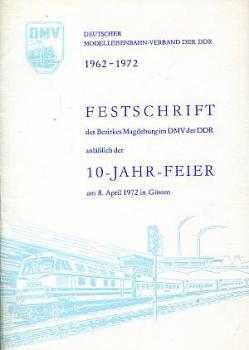 DMV
DEUTSCHER
MODELLEISENBAHN-VERBAND DER DDR
1962-1972
FESTSCHRIFT
des Bezirkes Magdeburg im DMV der DDR
anläßlich der
10-JAHR-FEIER
am 8. April 1972 in Güsten